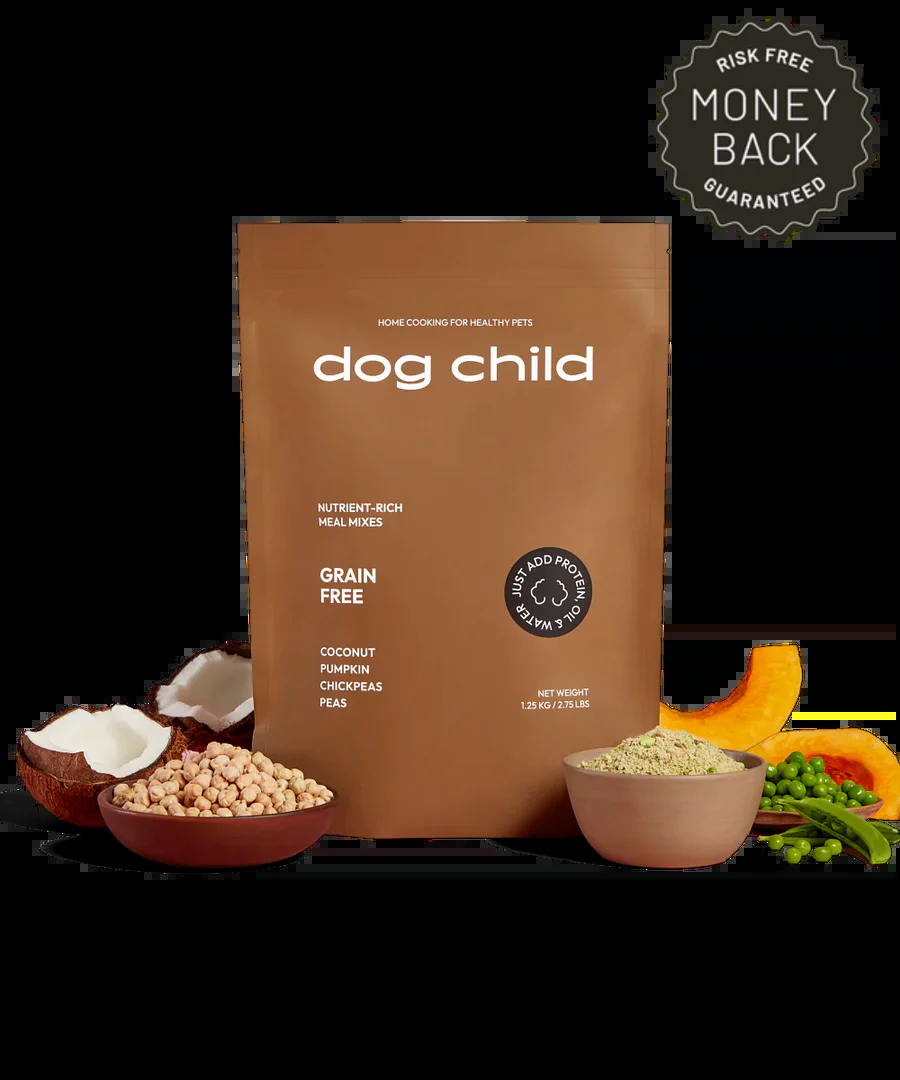 RISK FREE
MONEY
BACK
GUARANTEED
HOME COOKING FOR HEALTHY PETS
dog child
NUTRIENT-RICH
MEAL MIXES
GRAIN
FREE
JUST ADD PROTEIN, OIL & WATER
COCONUT
PUMPKIN
CHICKPEAS
PEAS
NET WEIGHT
1.25 KG / 2.75 LBS